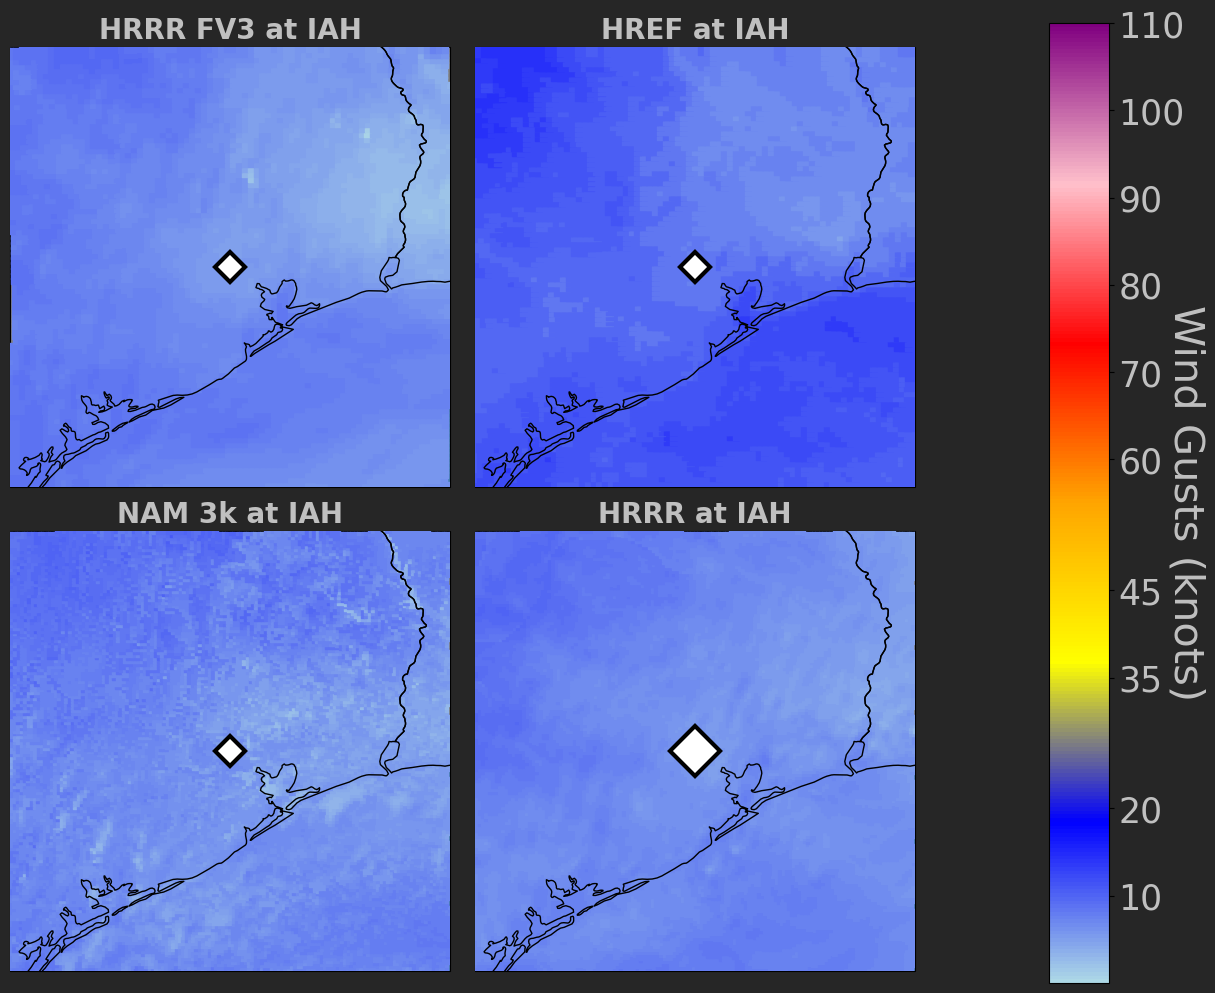 HRRR FV3 at IAH
HREF at IAH
NAM 3k at IAH
HRRR at IAH
110
100
90
80
70
60
45
35
20
10
Wind Gusts (knots)